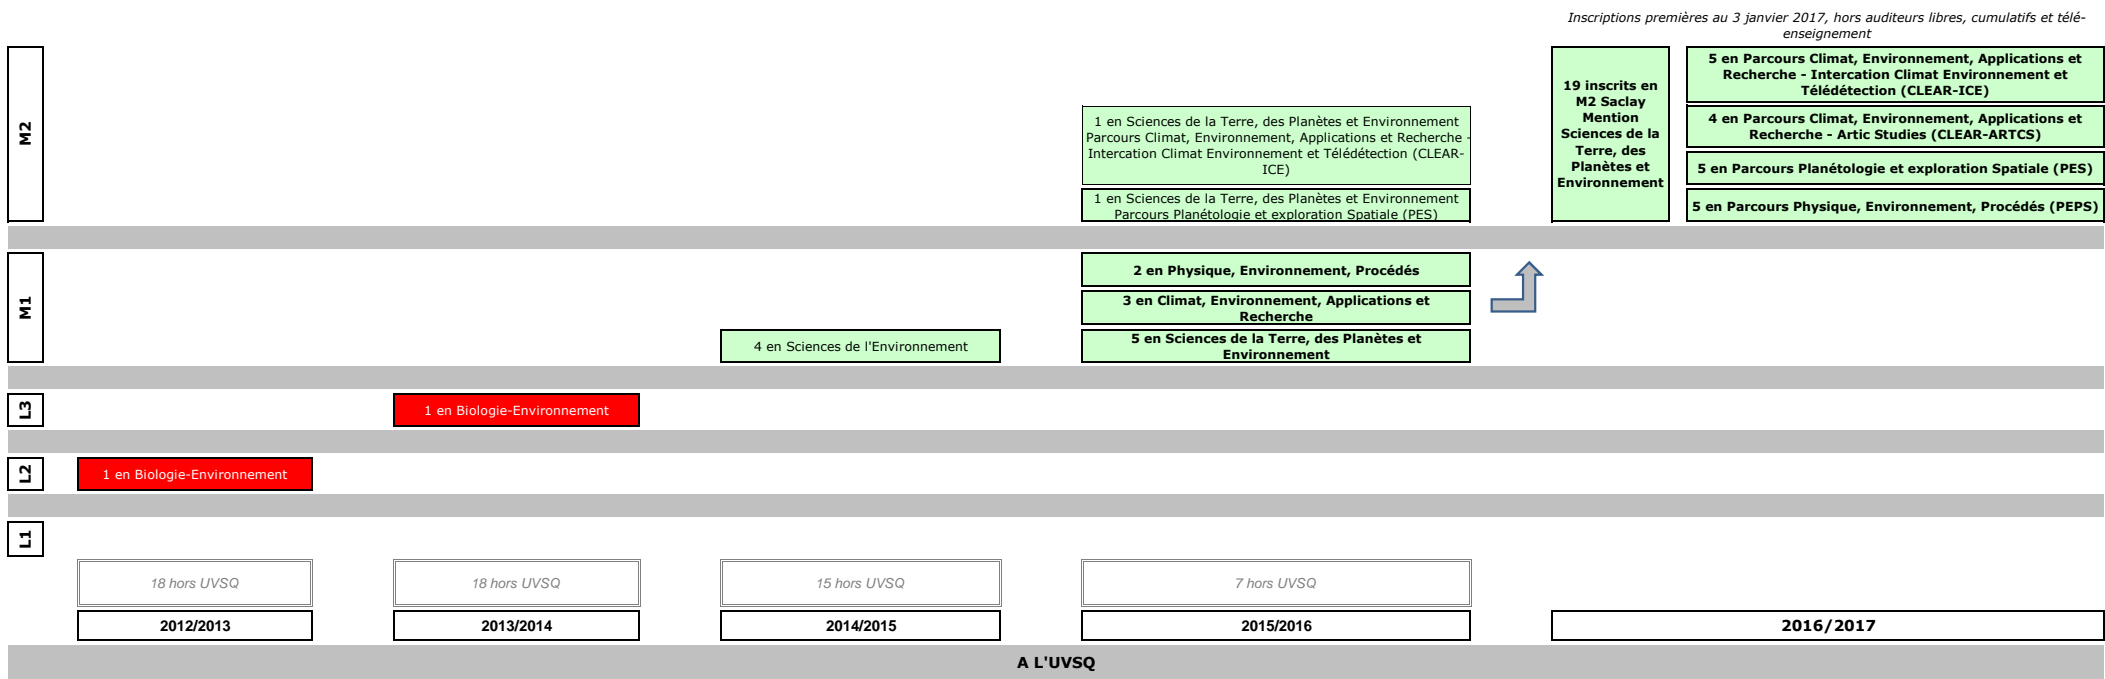 Inscriptions premières au 3 janvier 2017, hors auditeurs libres, cumulatifs et télé-
enseignement
M2
1 en Sciences de la Terre, des Planètes et Environnement
Parcours Climat, Environnement, Applications et Recherche -
Intercation Climat Environnement et Télédétection (CLEAR-
ICE)
1 en Sciences de la Terre, des Planètes et Environnement
Parcours Planétologie et exploration Spatiale (PES)
19 inscrits en
M2 Saclay
Mention
Sciences de la
Terre, des
Planètes et
Environnement
5 en Parcours Climat, Environnement, Applications et
Recherche - Intercation Climat Environnement et
Télédétection (CLEAR-ICE)
4 en Parcours Climat, Environnement, Applications et
Recherche - Artic Studies (CLEAR-ARTCS)
5 en Parcours Planétologie et exploration Spatiale (PES)
5 en Parcours Physique, Environnement, Procédés (PEPS)
M1
4 en Sciences de l'Environnement
2 en Physique, Environnement, Procédés
3 en Climat, Environnement, Applications et
Recherche
5 en Sciences de la Terre, des Planètes et
Environnement
L3
1 en Biologie-Environnement
L2
1 en Biologie-Environnement
L1
18 hors UVSQ
18 hors UVSQ
15 hors UVSQ
7 hors UVSQ
2012/2013
2013/2014
2014/2015
2015/2016
2016/2017
A L'UVSQ